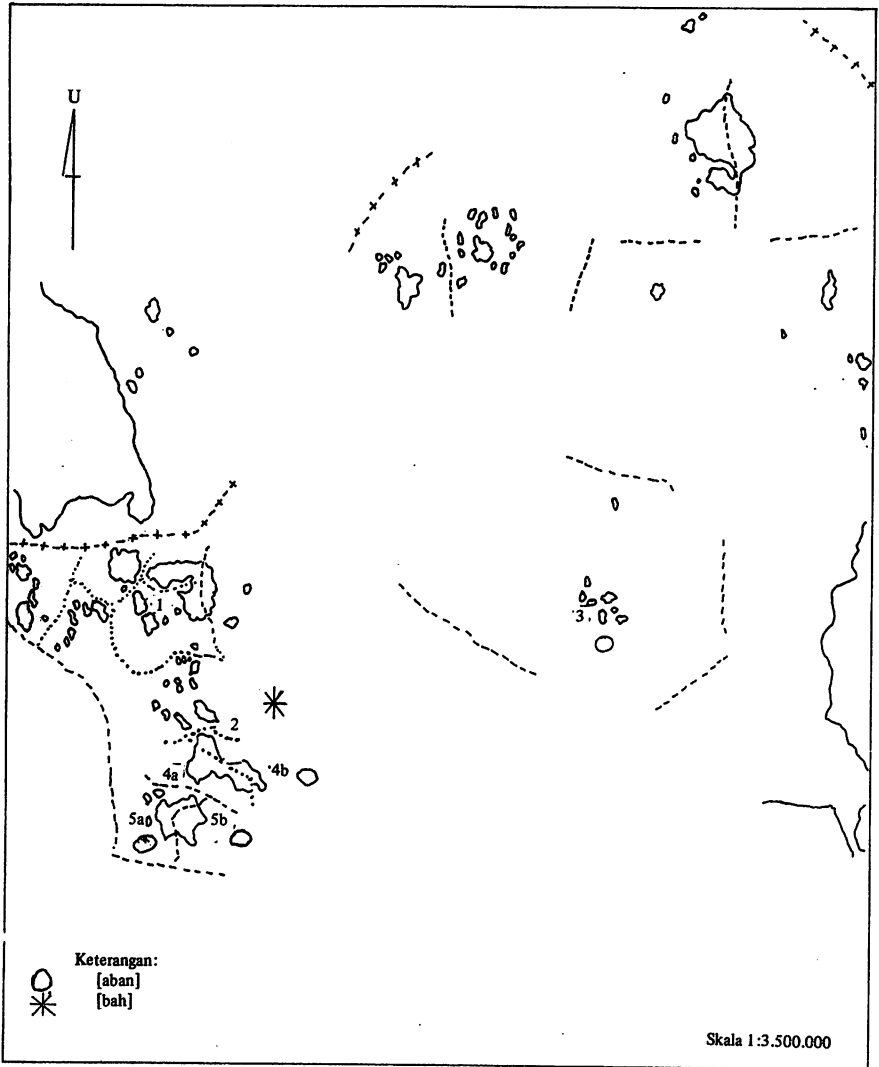 U
1
3.
2
4a
4b
5a
5b
Keterangan:
[aban]
[bah]
Skala 1:3.500.000